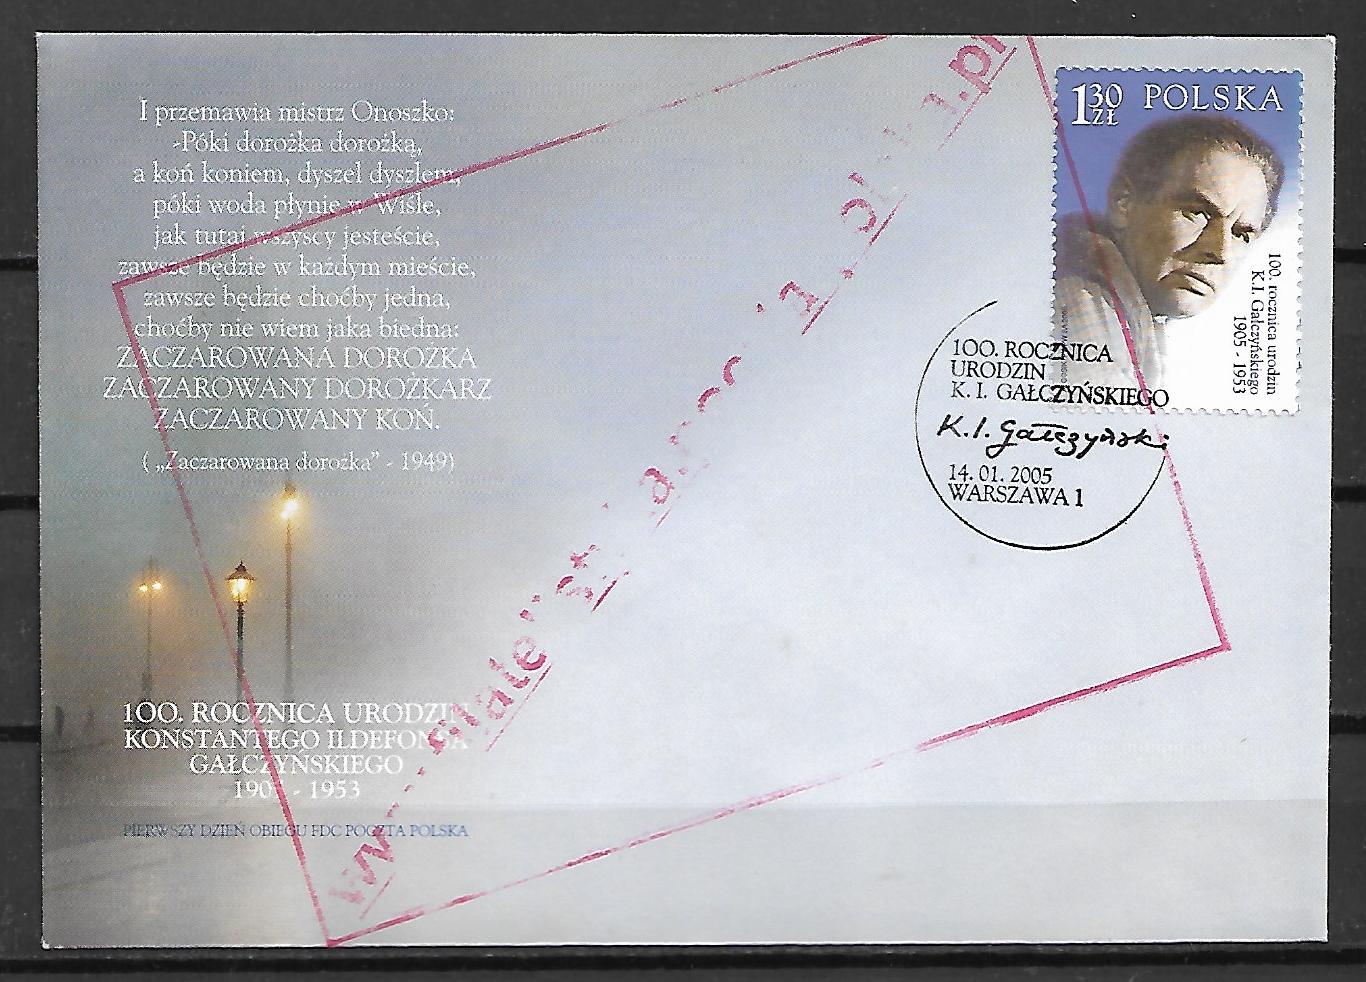 I przemawia mistrz Onoszko:
-Póki dorożka dorożką,
a koń koniem, dyszel dyszlem,
póki woda płynie w Wiśle,
jak tutaj wszyscy jesteście,
zawsze będzie w każdym mieście,
zawsze będzie choćby jedna,
choćby nie wiem jaka biedna:
ZACZAROWANA DOROŻKA
ZACZAROWANY DOROŻKARZ
ZACZAROWANY KOŃ.
( „Zaczarowana dorożka” - 1949)
100. ROCZNICA URODZIN
KONSTANTEGO ILDEFONSA
GAŁCZYŃSKIEGO
1905 - 1953
PIERWSZY DZIEŃ OBIEGU FDC POCZTA POLSKA
1 30 ZŁ POLSKA
100. rocznica urodzin
K.I. Gałczyńskiego
1905 - 1953
100. ROCZNICA
URODZIN
K. I. GAŁCZYŃSKIEGO
K.I. Gałczyński
14. 01. 2005
WARSZAWA 1